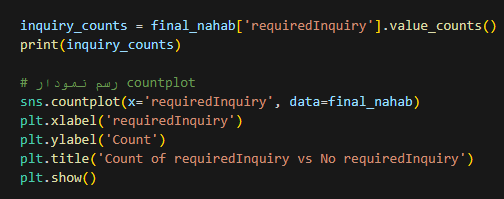 inquiry_counts = final_nahab['requiredInquiry'].value_counts()
print(inquiry_counts)
# رسم نمودار countplot
sns.countplot(x='requiredInquiry', data=final_nahab)
plt.xlabel('requiredInquiry')
plt.ylabel('Count')
plt.title('Count of requiredInquiry vs No requiredInquiry')
plt.show()